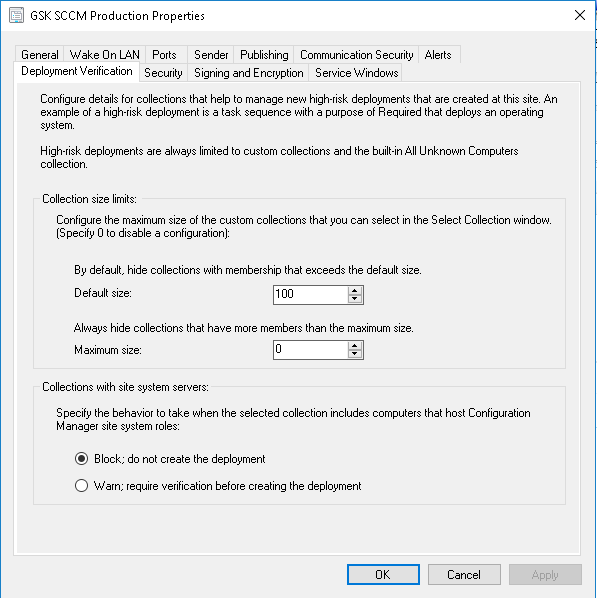 GSK SCCM Production Properties
General Wake On LAN Ports Sender Publishing Communication Security Alerts
Deployment Verification Security Signing and Encryption Service Windows
Configure details for collections that help to manage new high-risk deployments that are created at this site. An
example of a high-risk deployment is a task sequence with a purpose of Required that deploys an operating
system.
High-risk deployments are always limited to custom collections and the built-in All Unknown Computers
collection.
Collection size limits:
Configure the maximum size of the custom collections that you can select in the Select Collection window.
(Specify 0 to disable a configuration):
By default, hide collections with membership that exceeds the default size.
Default size: 100
Always hide collections that have more members than the maximum size.
Maximum size: 0
Collections with site system servers:
Specify the behavior to take when the selected collection includes computers that host Configuration
Manager site system roles:
Block; do not create the deployment
Warn; require verification before creating the deployment
OK Cancel Apply